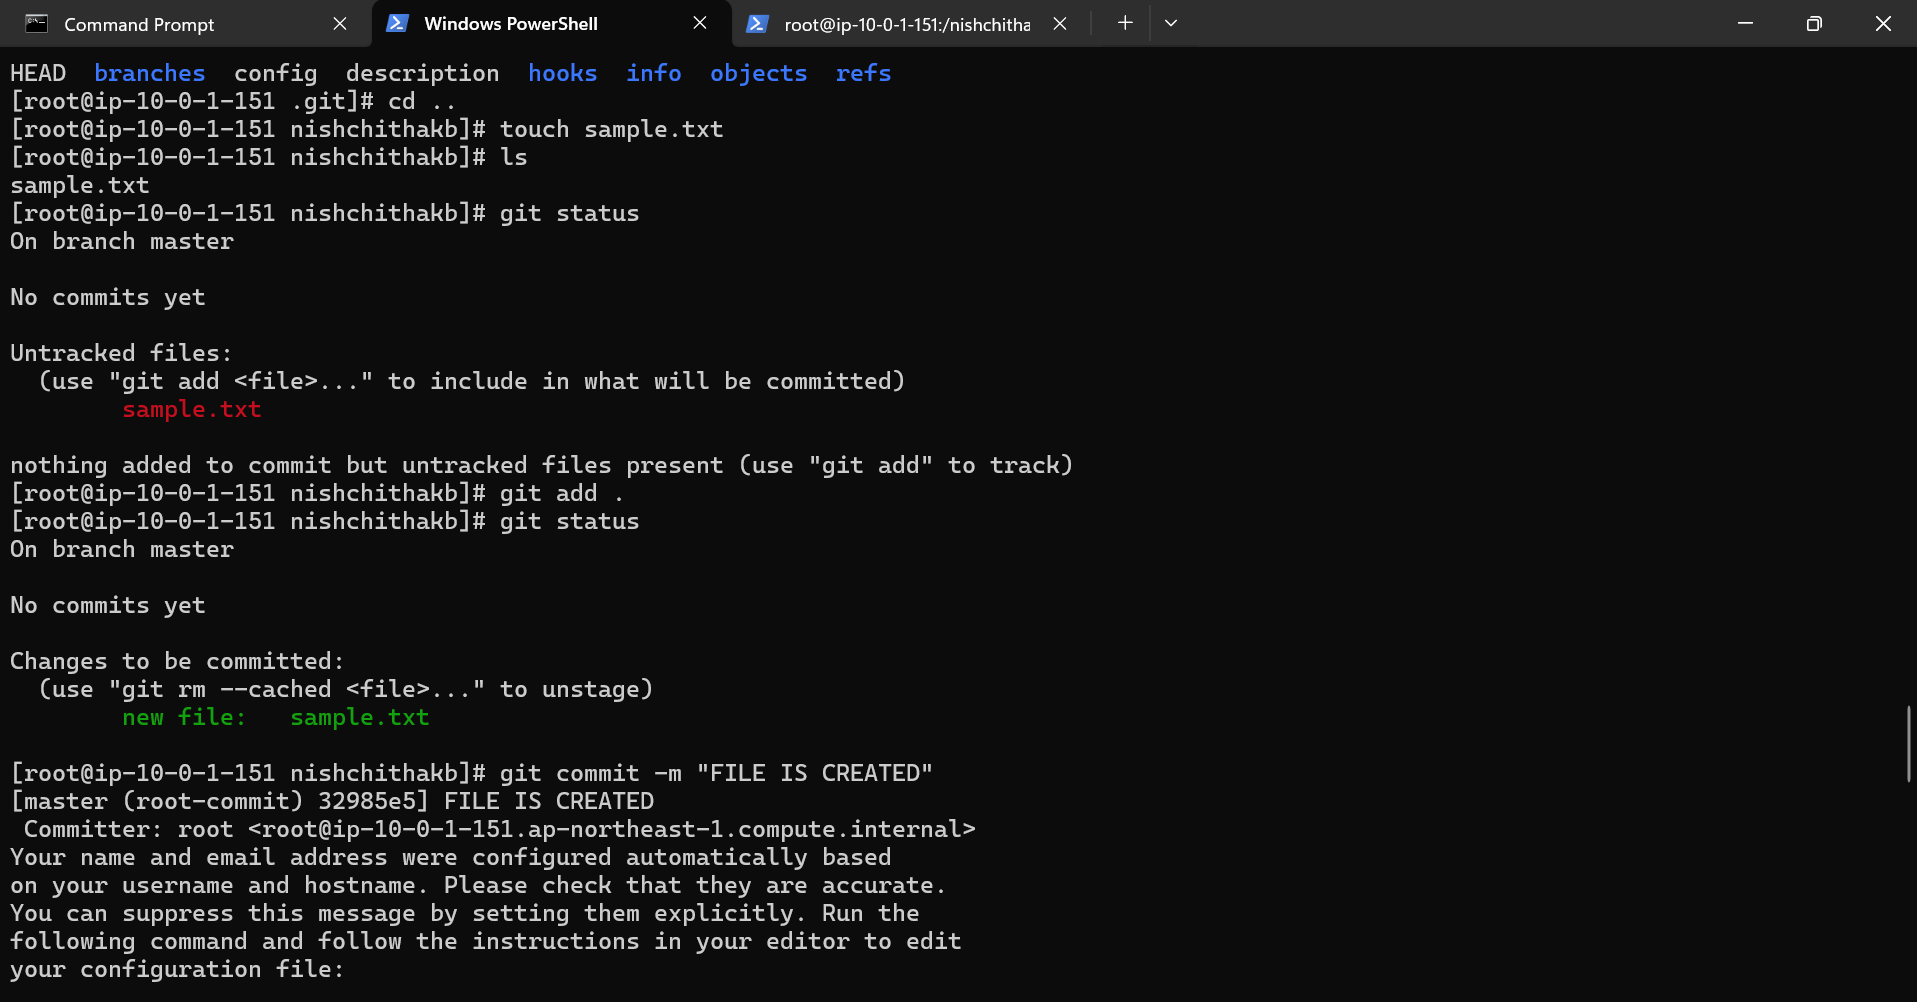 Command Prompt
Windows PowerShell
root@ip-10-0-1-151:/nishchitha
HEAD  branches  config  description  hooks  info  objects  refs
[root@ip-10-0-1-151 .git]# cd ..
[root@ip-10-0-1-151 nishchithakb]# touch sample.txt
[root@ip-10-0-1-151 nishchithakb]# ls
sample.txt
[root@ip-10-0-1-151 nishchithakb]# git status
On branch master
No commits yet
Untracked files:
  (use "git add <file>..." to include in what will be committed)
        sample.txt
nothing added to commit but untracked files present (use "git add" to track)
[root@ip-10-0-1-151 nishchithakb]# git add .
[root@ip-10-0-1-151 nishchithakb]# git status
On branch master
No commits yet
Changes to be committed:
  (use "git rm --cached <file>..." to unstage)
        new file:   sample.txt
[root@ip-10-0-1-151 nishchithakb]# git commit -m "FILE IS CREATED"
[master (root-commit) 32985e5] FILE IS CREATED
 Committer: root <root@ip-10-0-1-151.ap-northeast-1.compute.internal>
Your name and email address were configured automatically based
on your username and hostname. Please check that they are accurate.
You can suppress this message by setting them explicitly. Run the
following command and follow the instructions in your editor to edit
your configuration file: